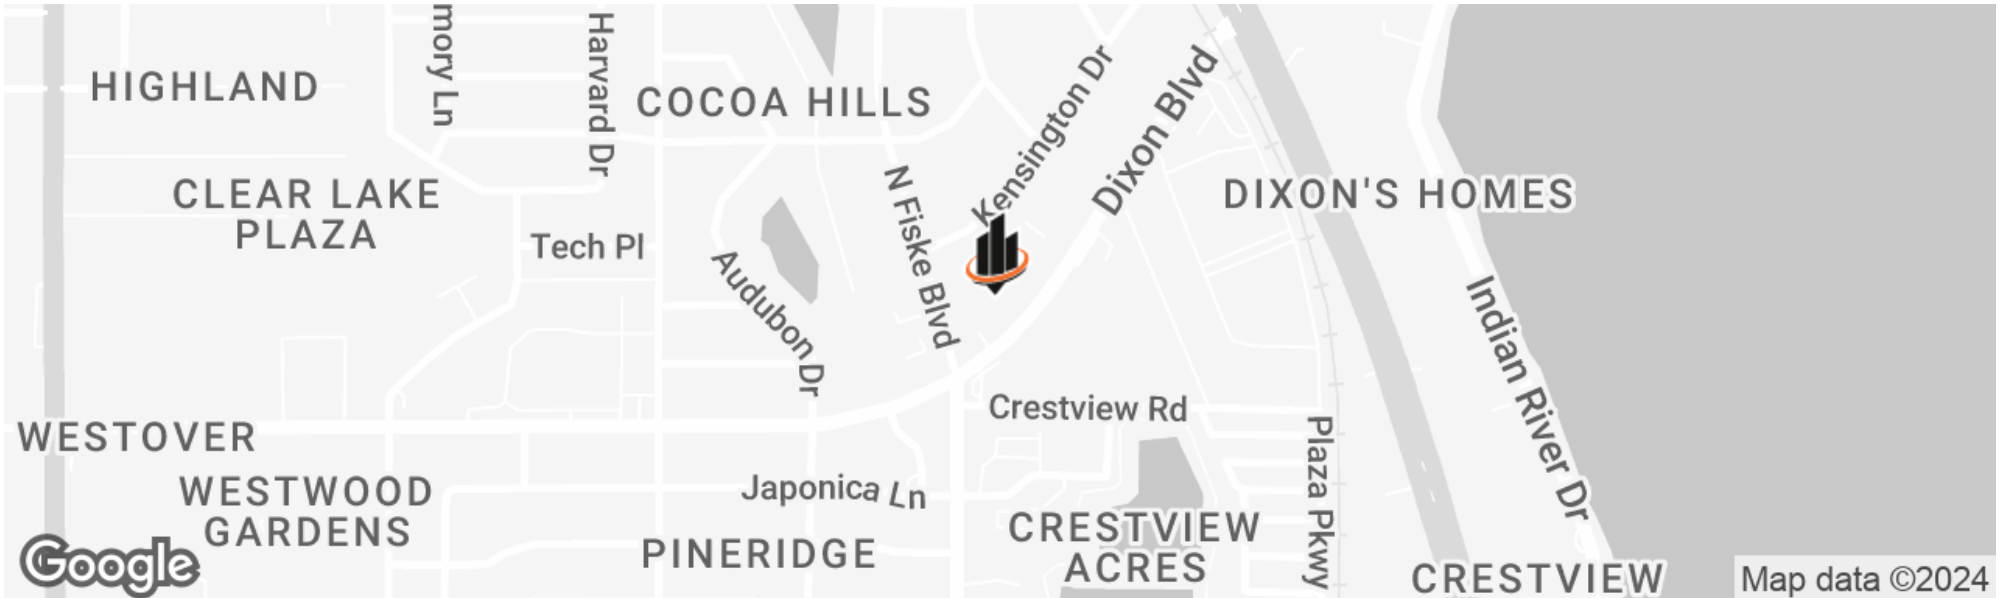 mory Ln
Harvard Dr
HIGHLAND
COCOA HILLS
Kensington Dr
Dixon Blvd
CLEAR LAKE
PLAZA
N Fiske Blvd
DIXON'S HOMES
Tech Pl
Audubon Dr
Indian River Dr
Crestview Rd
WESTOVER
Plaza Pkwy
WESTWOOD
GARDENS
Japonica Ln
PINERIDGE
CRESTVIEW
ACRES
CRESTVIEW
Google
Map data ©2024